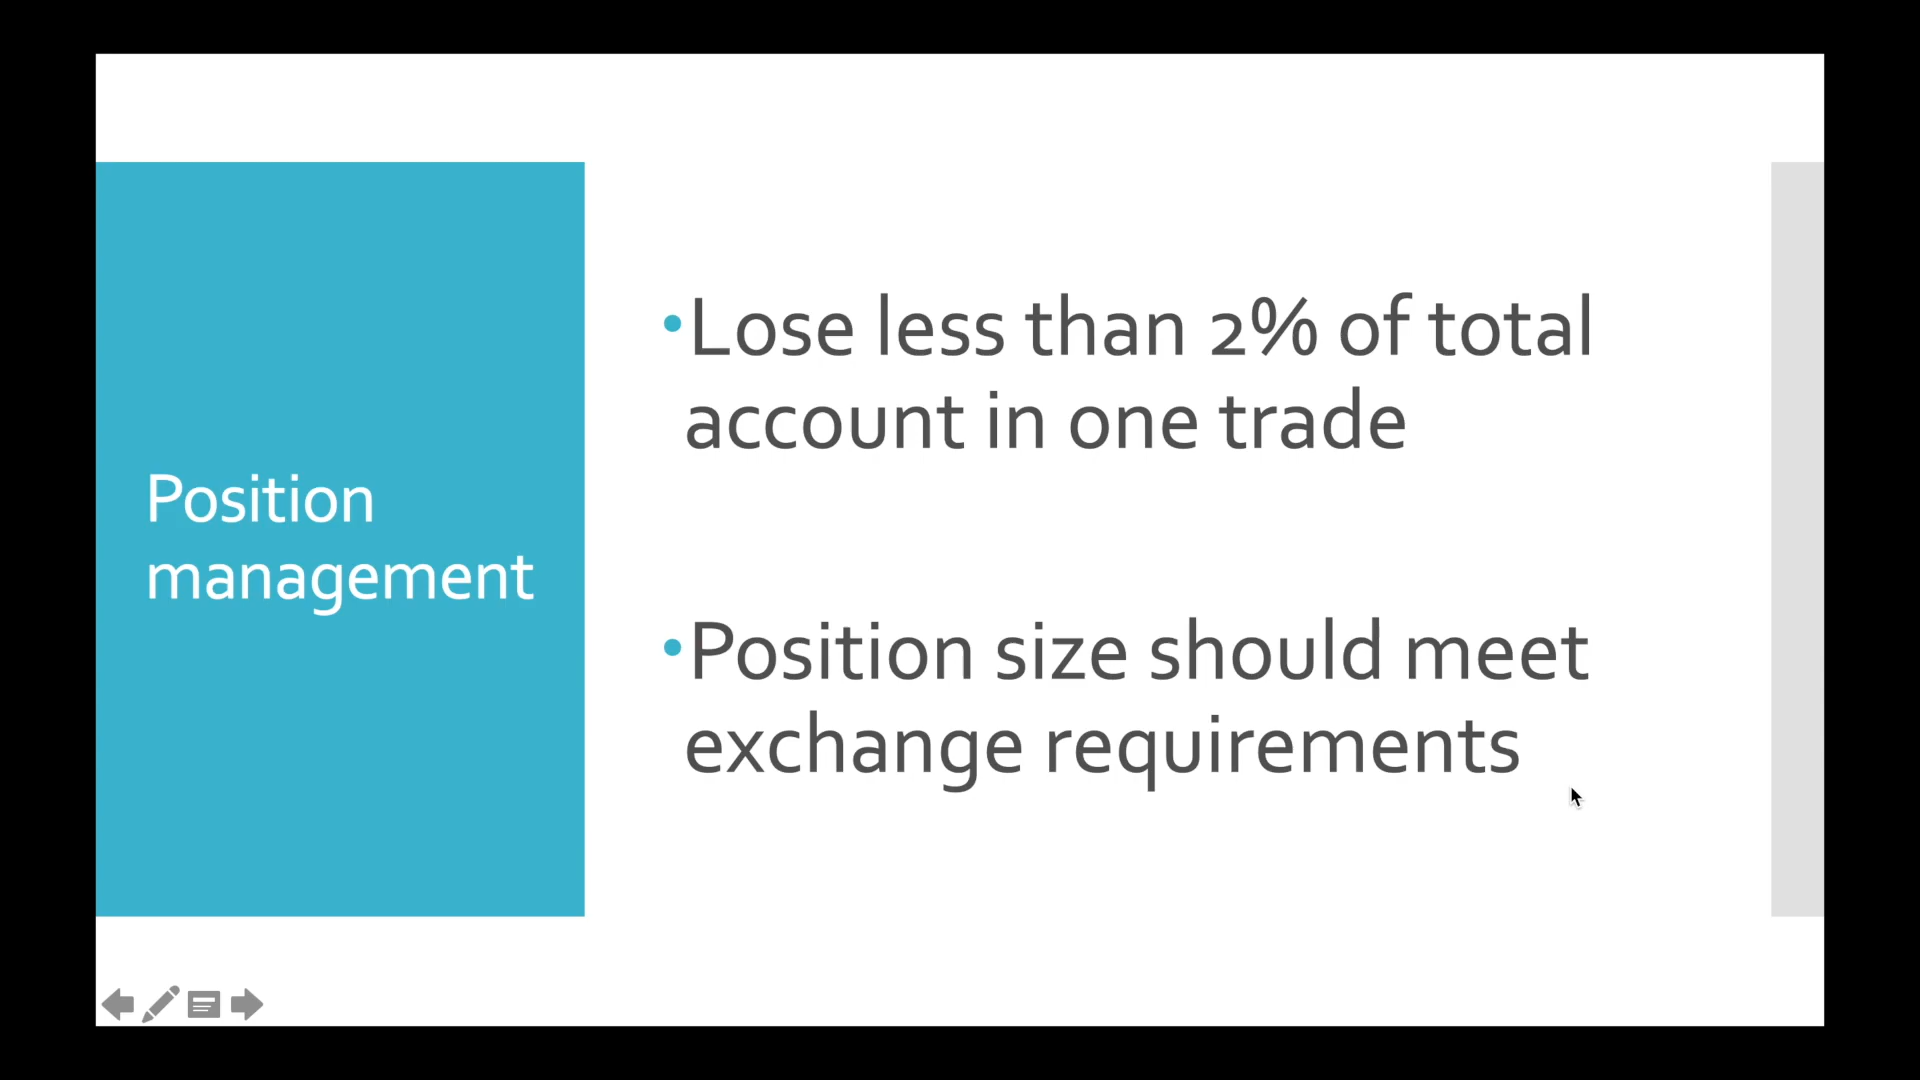 Position
management
•Lose less than 2% of total
account in one trade
•Position size should meet
exchange requirements